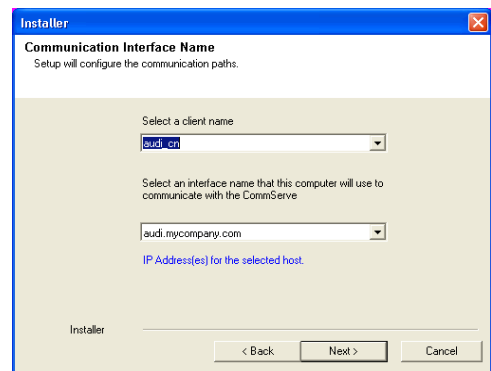 Installer
Communication Interface Name
Setup will configure the communication paths.
Select a client name
audi_cn
Select an interface name that this computer will use to
communicate with the CommServe
audi.mycompany.com
IP Address(es) for the selected host.
Installer
< Back
Next >
Cancel